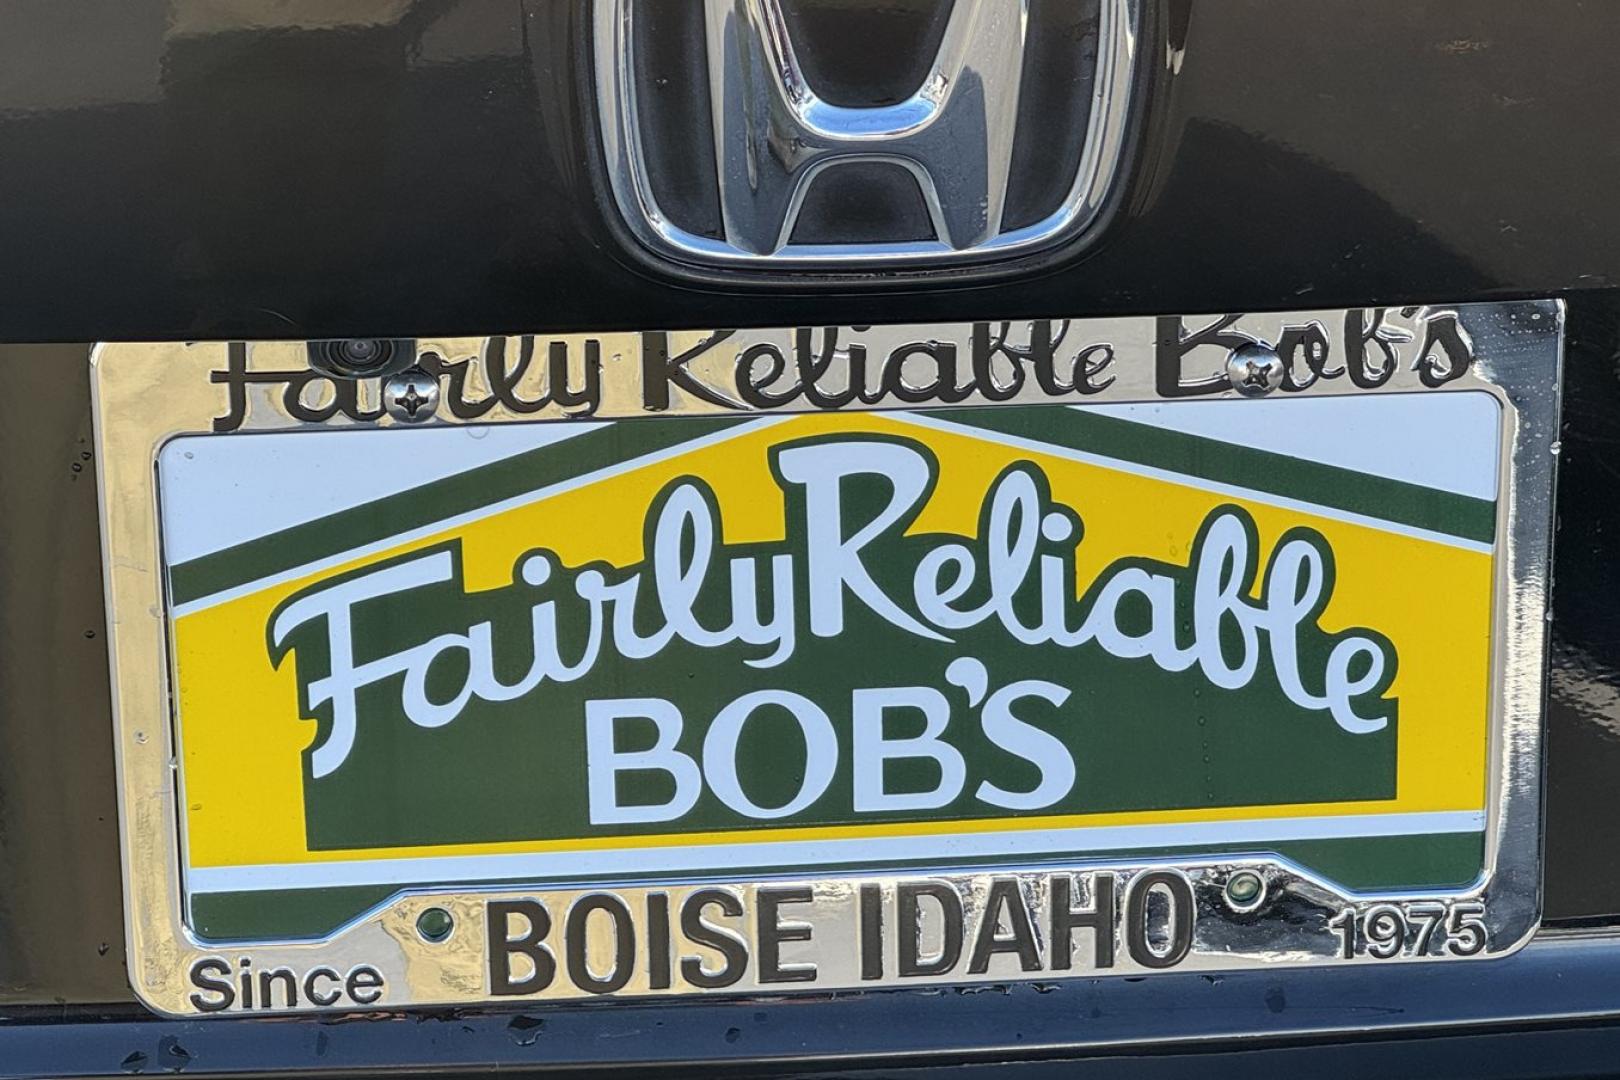 Fairly Reliable Bob's
Fairly Reliable
BOB'S
Since BOISE IDAHO 1975